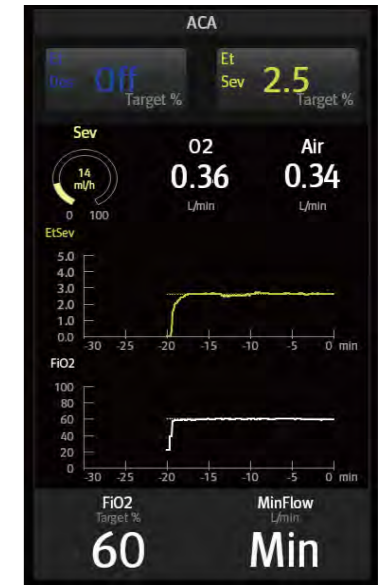 ACA
Et Des Off Target %
Et Sev 2.5 Target %
Sev O2 Air
14 ml/h 0.36 0.34
0 100 L/min L/min
EtSev
5.0
4.0
3.0
2.0
1.0
0.0
-30 -25 -20 -15 -10 -5 0 min
FiO2
100
80
60
40
20
0
-30 -25 -20 -15 -10 -5 0 min
FiO2 MinFlow
Target % L/min
60 Min